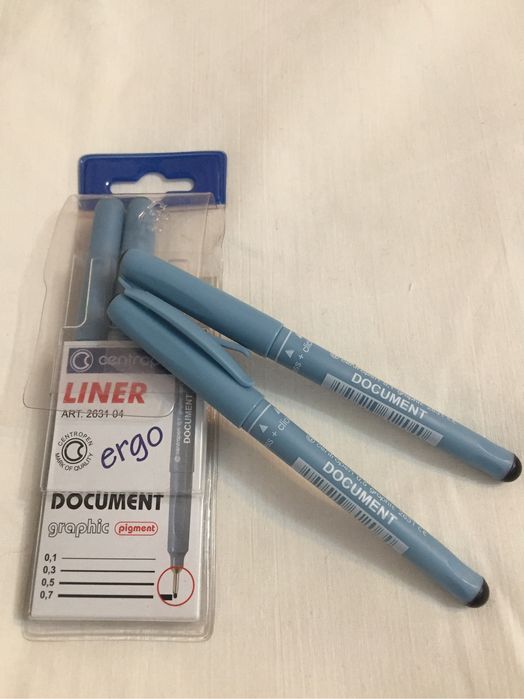 centropen
LINER
ART. 2631 04
CENTROPEN
MARK OF QUALITY
ergo
DOCUMENT
graphic pigment
0,1
0,3
0,5
0,7
DOCUMENT
DOCUMENT